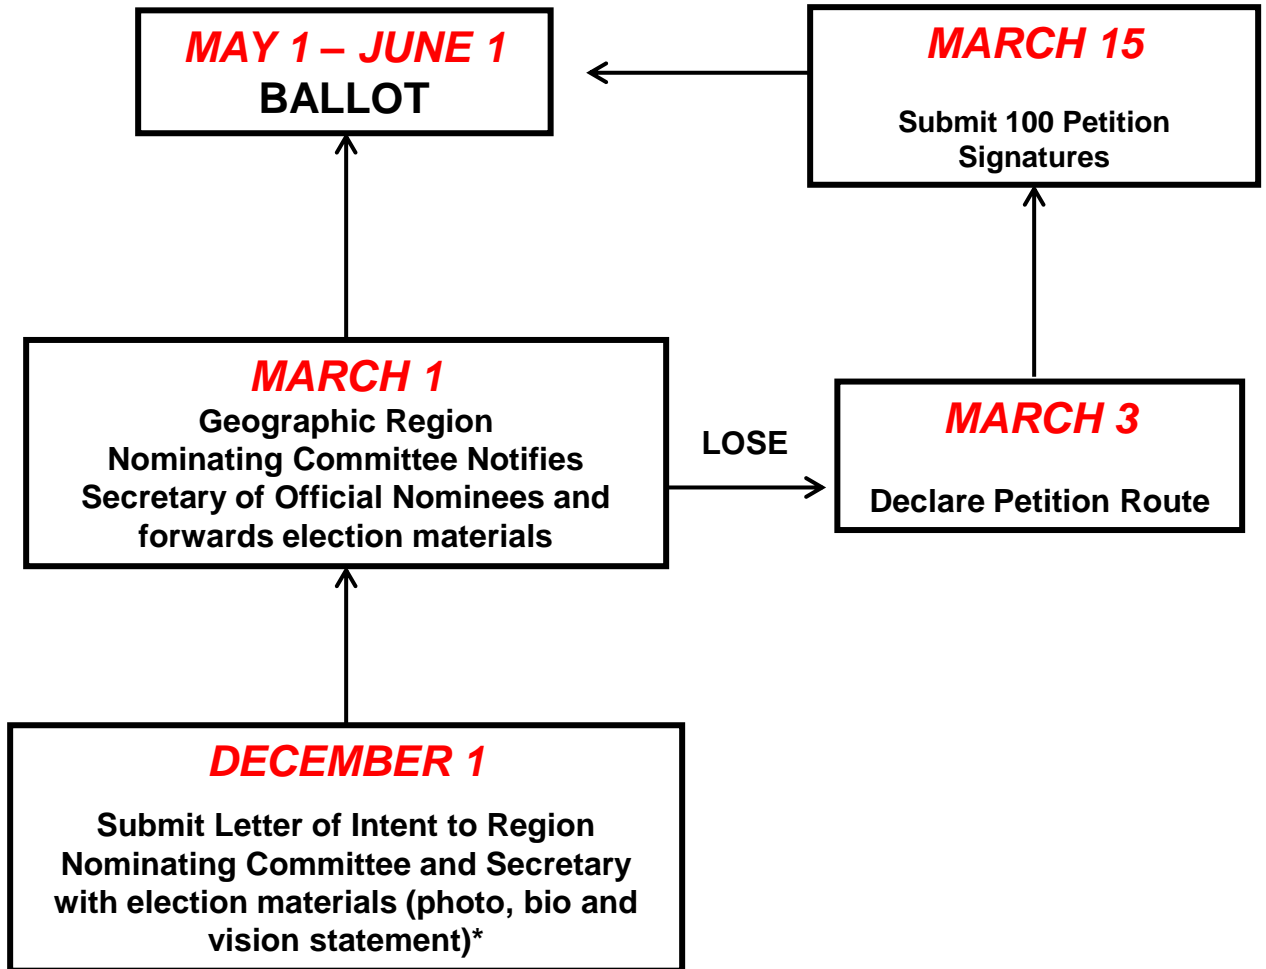 MAY 1 – JUNE 1
BALLOT
MARCH 15
Submit 100 Petition
Signatures
MARCH 1
Geographic Region
Nominating Committee Notifies
Secretary of Official Nominees and
forwards election materials
LOSE
MARCH 3
Declare Petition Route
DECEMBER 1
Submit Letter of Intent to Region
Nominating Committee and Secretary
with election materials (photo, bio and
vision statement)*